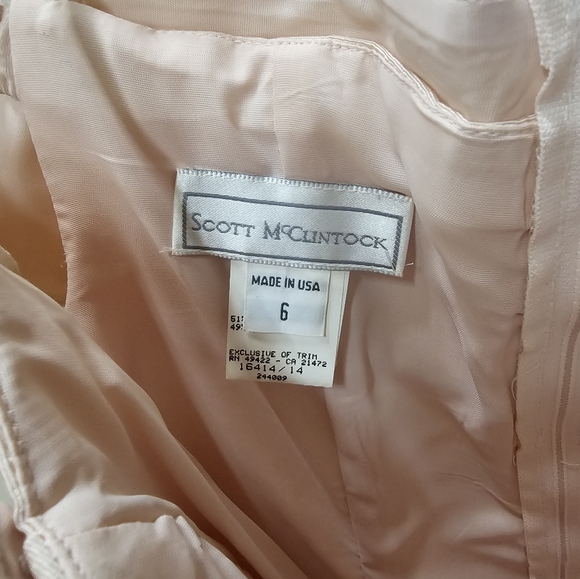 SCOTT McCLINTOCK
MADE IN USA
6
EXCLUSIVE OF TRIM
RN 49422 - CA 21472
16414/14
244009